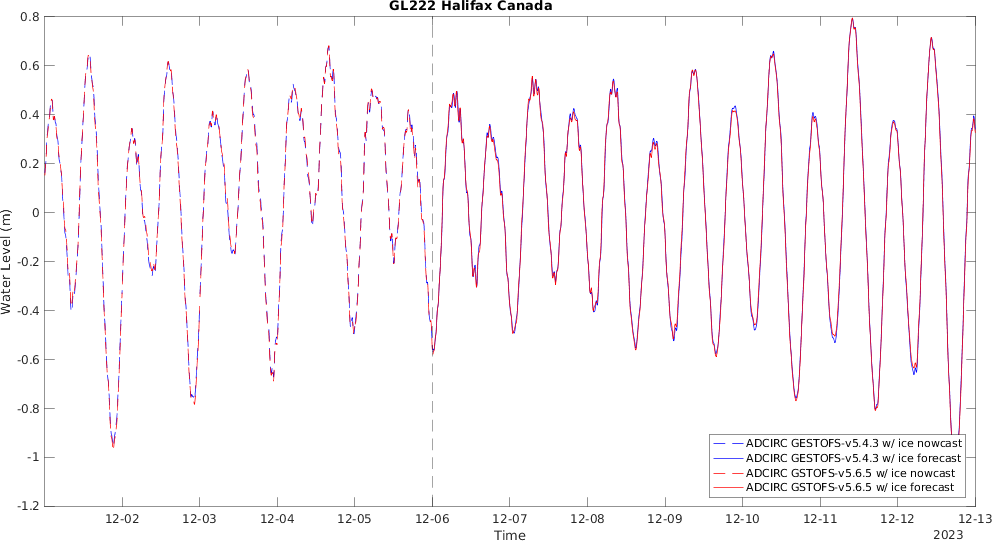 GL222 Halifax Canada
0.8
0.6
0.4
0.2
0
-0.2
-0.4
-0.6
-0.8
-1
-1.2
Water Level (m)
ADCIRC GESTOFS-v5.4.3 w/ ice nowcast
ADCIRC GESTOFS-v5.4.3 w/ ice forecast
ADCIRC GSTOFS-v5.6.5 w/ ice nowcast
ADCIRC GSTOFS-v5.6.5 w/ ice forecast
12-02 12-03 12-04 12-05 12-06 12-07 12-08 12-09 12-10 12-11 12-12 12-13
Time
2023